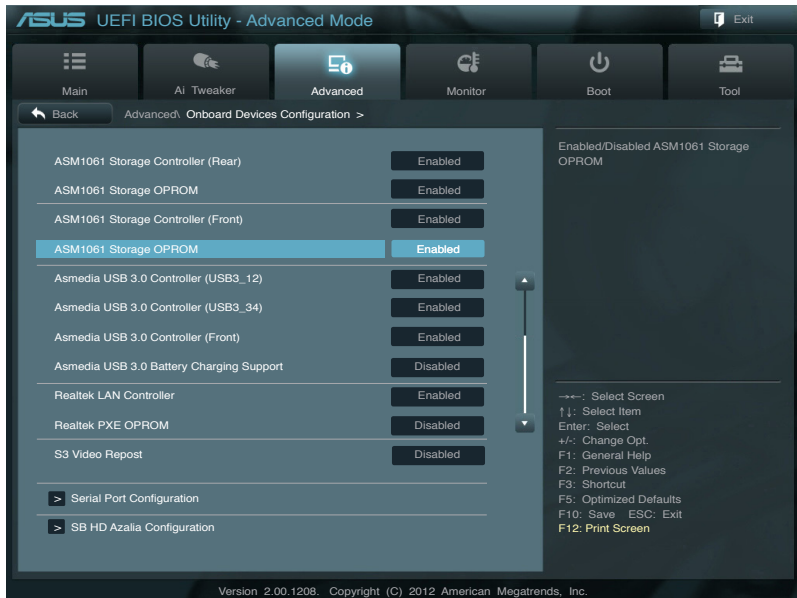 ASUS UEFI BIOS Utility - Advanced Mode
Exit
Main
Ai Tweaker
Advanced
Monitor
Boot
Tool
Back
Advanced\ Onboard Devices Configuration >
ASM1061 Storage Controller (Rear) Enabled
ASM1061 Storage OPROM Enabled
ASM1061 Storage Controller (Front) Enabled
ASM1061 Storage OPROM Enabled
Asmedia USB 3.0 Controller (USB3_12) Enabled
Asmedia USB 3.0 Controller (USB3_34) Enabled
Asmedia USB 3.0 Controller (Front) Enabled
Asmedia USB 3.0 Battery Charging Support Disabled
Realtek LAN Controller Enabled
Realtek PXE OPROM Disabled
S3 Video Repost Disabled
> Serial Port Configuration
> SB HD Azalia Configuration
Enabled/Disabled ASM1061 Storage
OPROM
→←: Select Screen
↑↓: Select Item
Enter: Select
+/-: Change Opt.
F1: General Help
F2: Previous Values
F3: Shortcut
F5: Optimized Defaults
F10: Save ESC: Exit
F12: Print Screen
Version 2.00.1208. Copyright (C) 2012 American Megatrends, Inc.